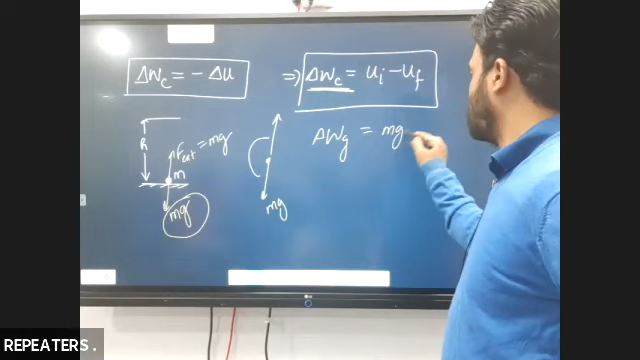 ΔWc = - Δu
⇒) ΔWc = ui - uf
R
Fext = mg
m
mg
mg
ΔWg = mg
REPEATERS .